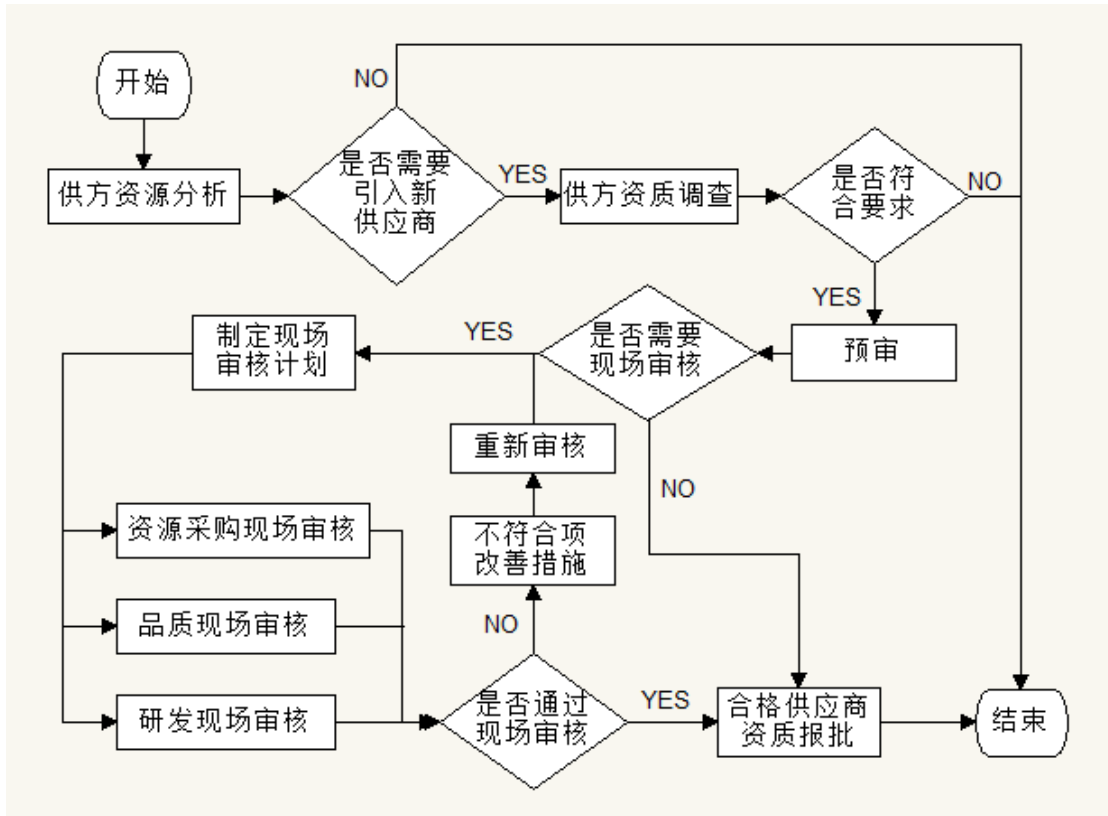 NO
开始
是否需要
引入新
供应商
YES
供方资源分析
供方资质调查
是否符
合要求
NO
YES
制定现场
审核计划
YES
是否需要
现场审核
预审
重新审核
NO
资源采购现场审核
不符合项
改善措施
品质现场审核
NO
研发现场审核
是否通过
现场审核
YES
合格供应商
资质报批
结束